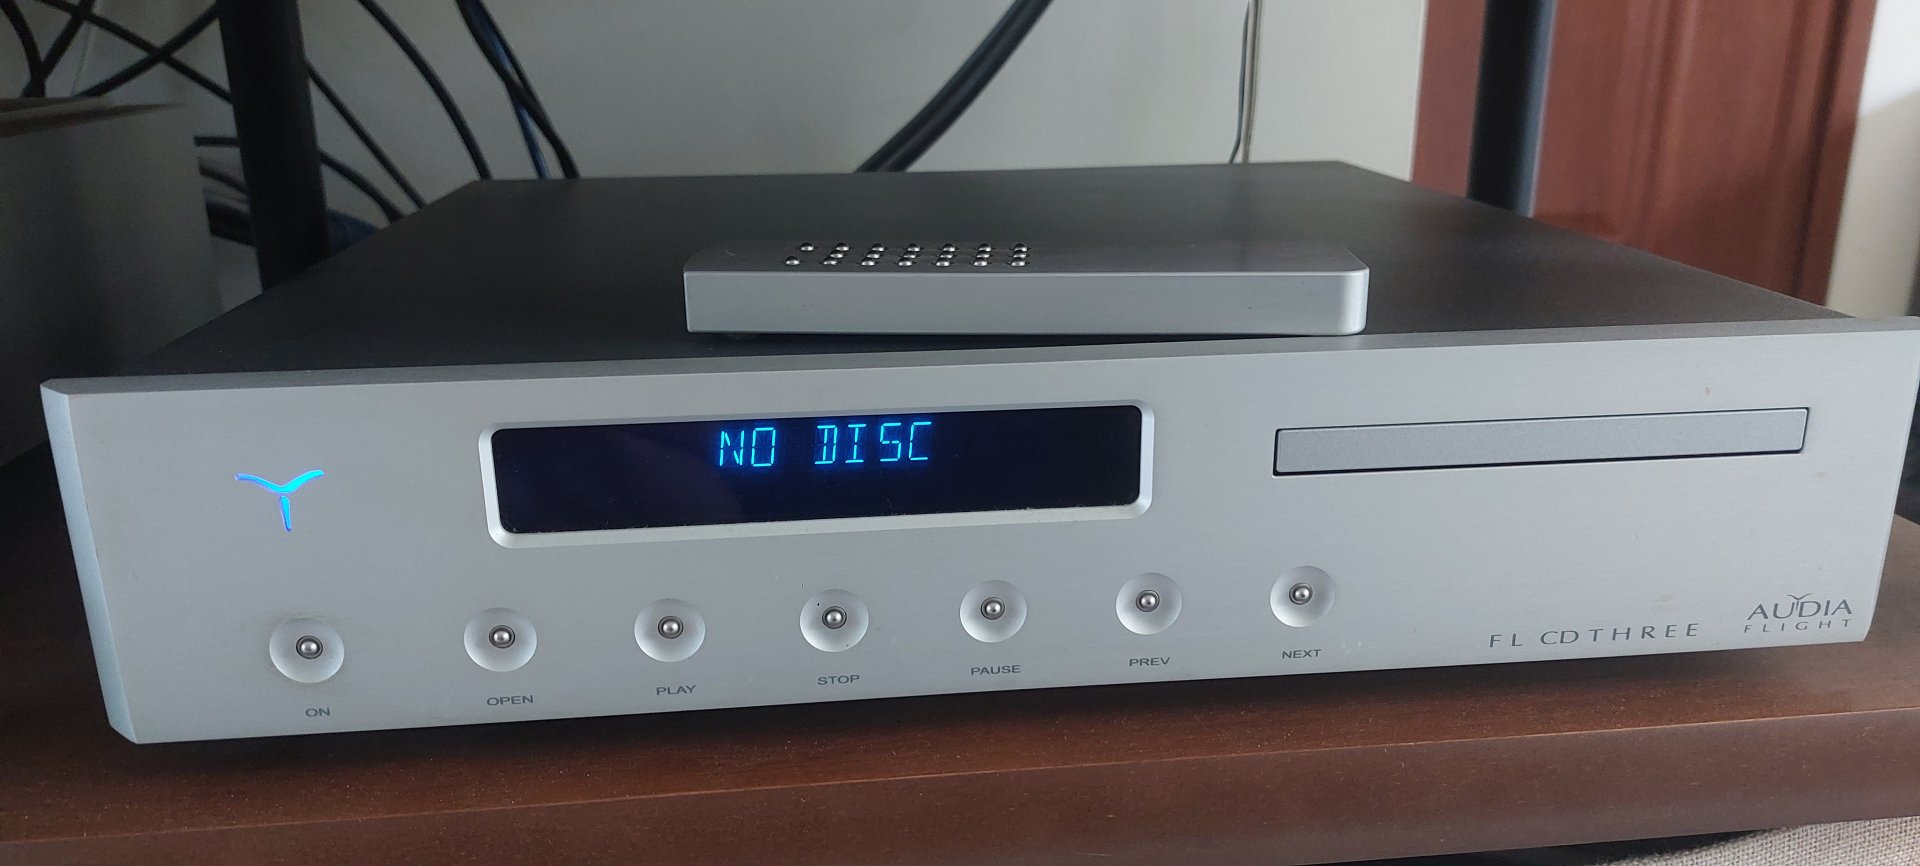 NO DISC
ON
OPEN
PLAY
STOP
PAUSE
PREV
NEXT
FL CD THREE
AUDIA
FLIGHT